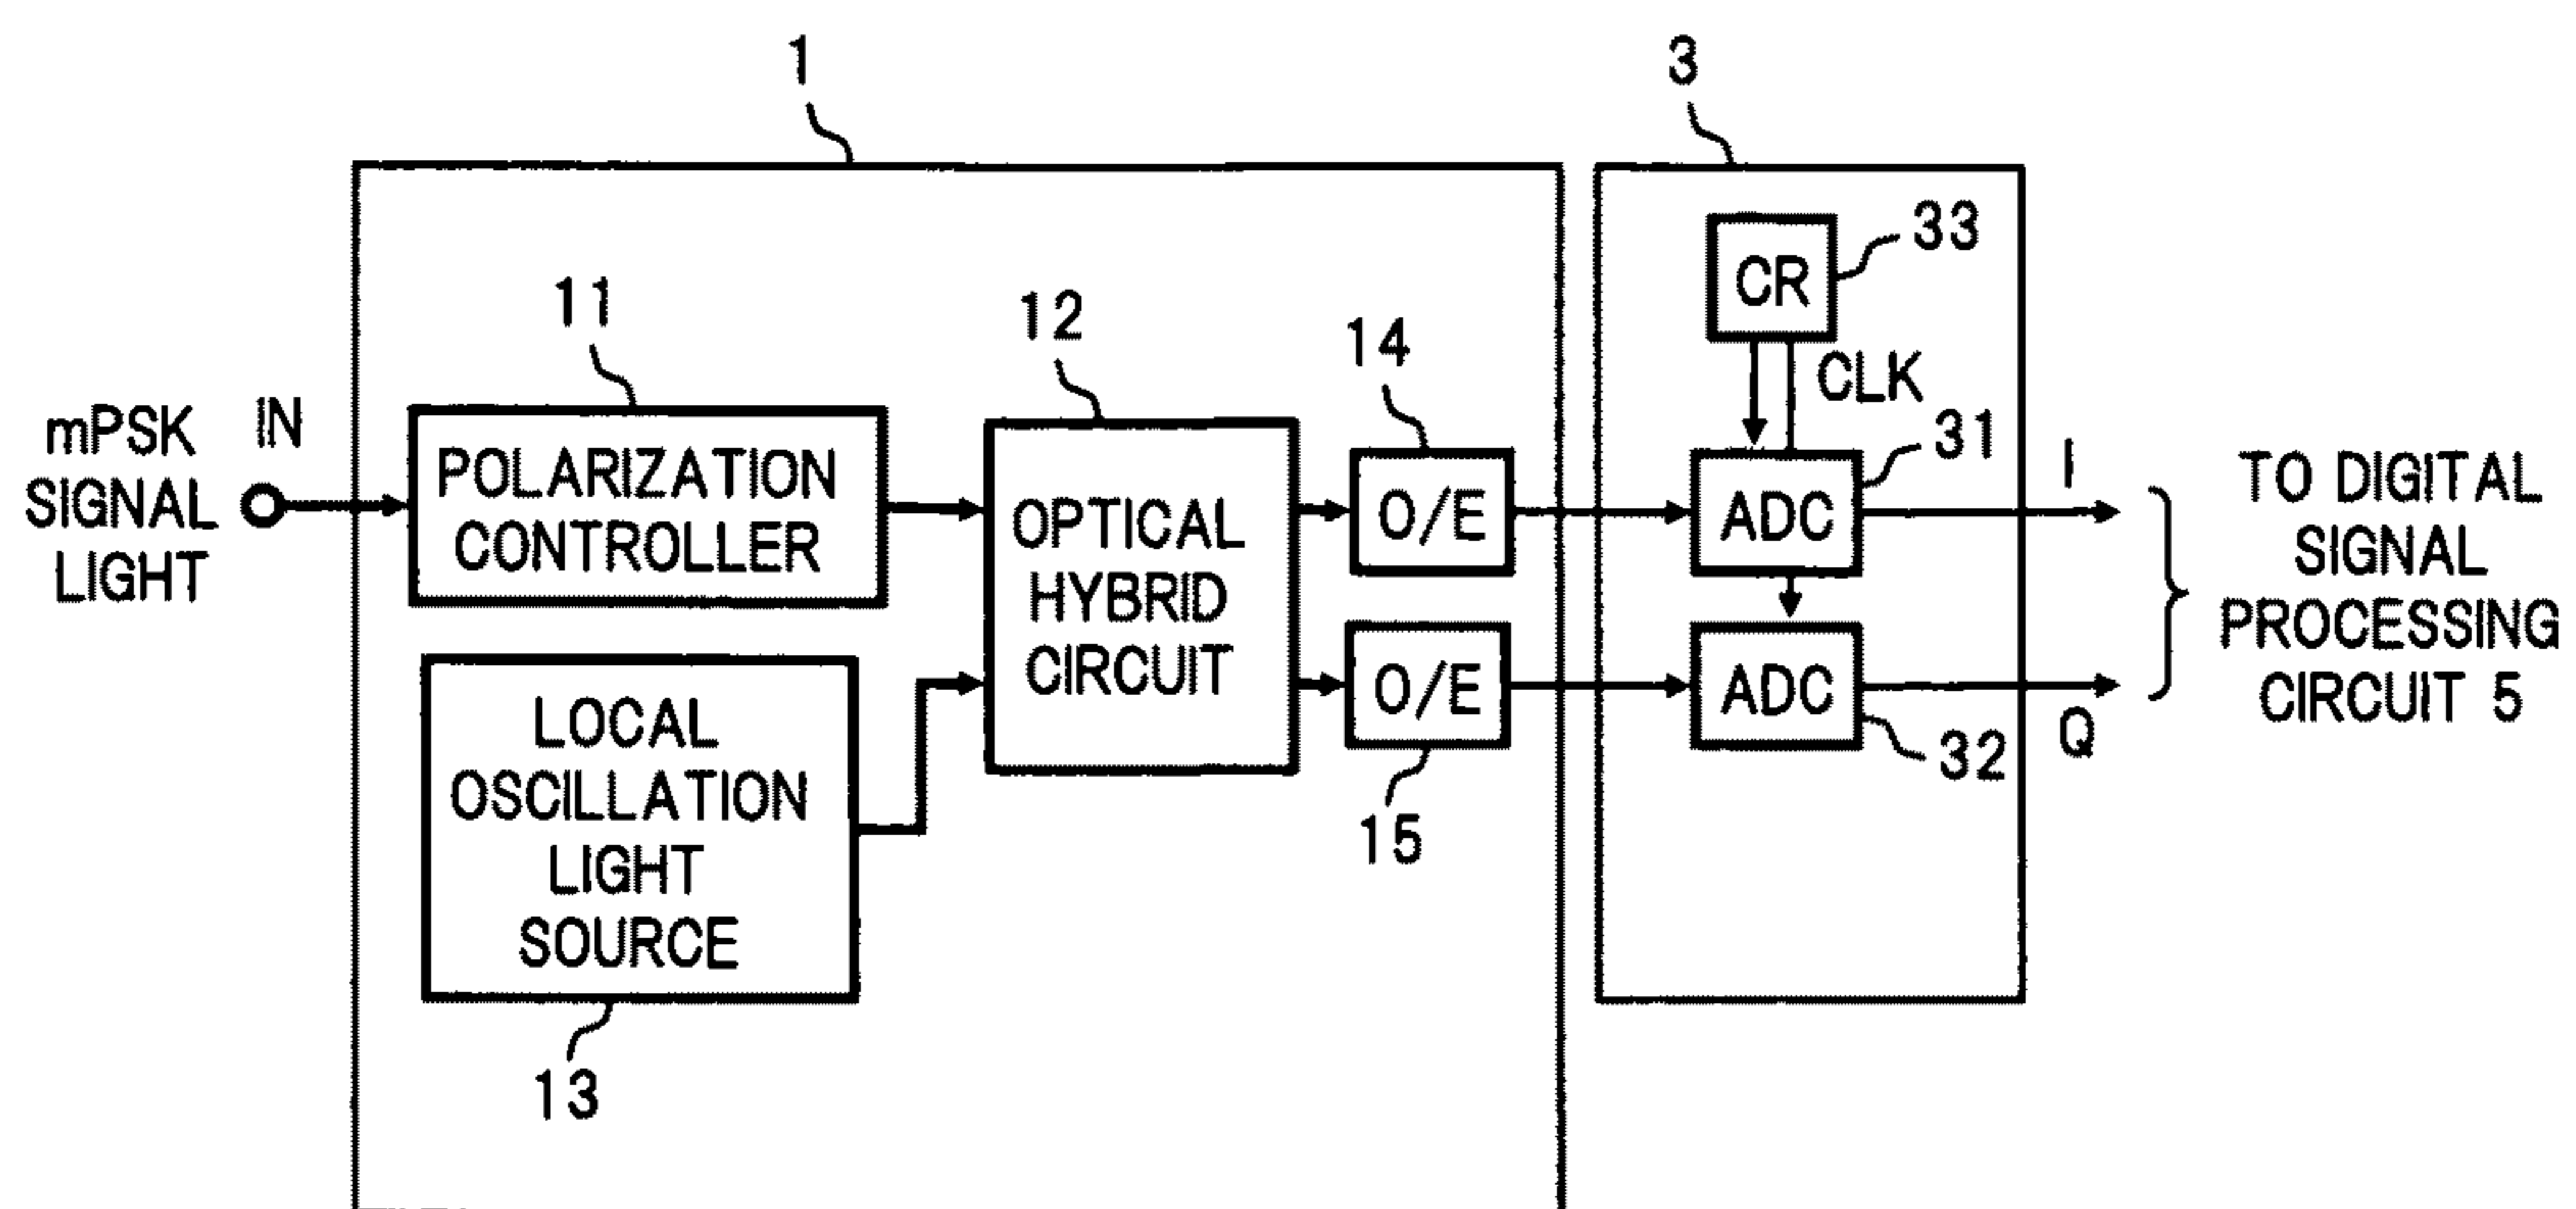 1
3
33
CR
11
12
14
CLK
31
mPSK
SIGNAL
LIGHT
IN
POLARIZATION
CONTROLLER
OPTICAL
HYBRID
CIRCUIT
O/E
ADC
I
TO DIGITAL
SIGNAL
PROCESSING
CIRCUIT 5
O/E
ADC
Q
32
15
LOCAL
OSCILLATION
LIGHT
SOURCE
13